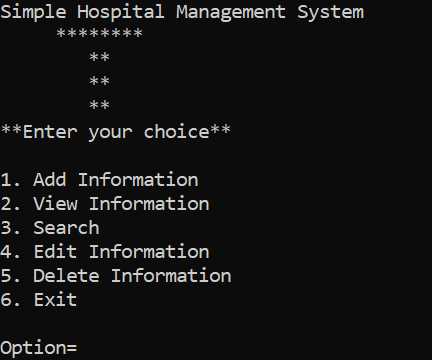 Simple Hospital Management System
********
**
**
**
**Enter your choice**
1. Add Information
2. View Information
3. Search
4. Edit Information
5. Delete Information
6. Exit
Option=